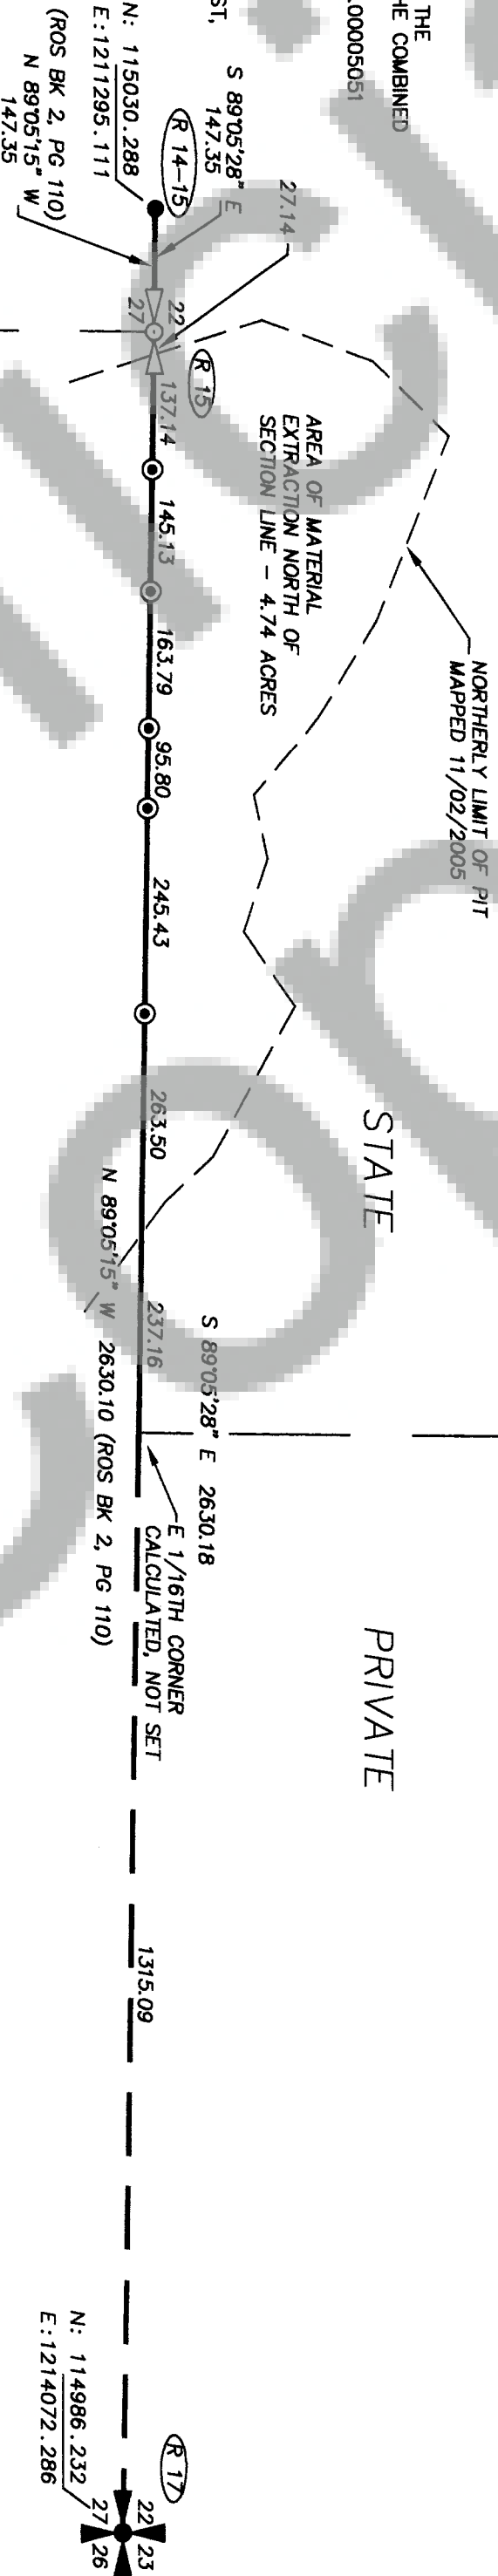 THE
HE COMBINED
.00005051
ST,
S 89°05'28" E
147.35
27.14
R 14-15
N: 115030.288
E:1211295.111
(ROS BK 2, PG 110)
N 89°05'15" W
147.35
22
27
R 15
137.14
145.13
163.79
95.80
245.43
263.50
237.16
AREA OF MATERIAL
EXTRACTION NORTH OF
SECTION LINE - 4.74 ACRES
NORTHERLY LIMIT OF PIT
MAPPED 11/02/2005
STATE
PRIVATE
S 89°05'28" E 2630.18
N 89°05'15" W 2630.10 (ROS BK 2, PG 110)
E 1/16TH CORNER
CALCULATED, NOT SET
1315.09
R 17
N: 114986.232
E:1214072.286
22 23
27 26